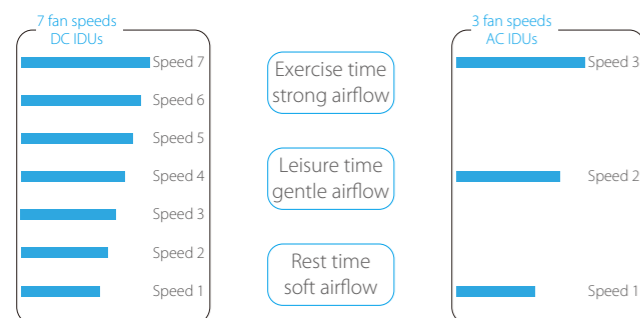 7 fan speeds
DC IDUs
Speed 7
Speed 6
Speed 5
Speed 4
Speed 3
Speed 2
Speed 1
Exercise time
strong airflow
Leisure time
gentle airflow
Rest time
soft airflow
3 fan speeds
AC IDUs
Speed 3
Speed 2
Speed 1